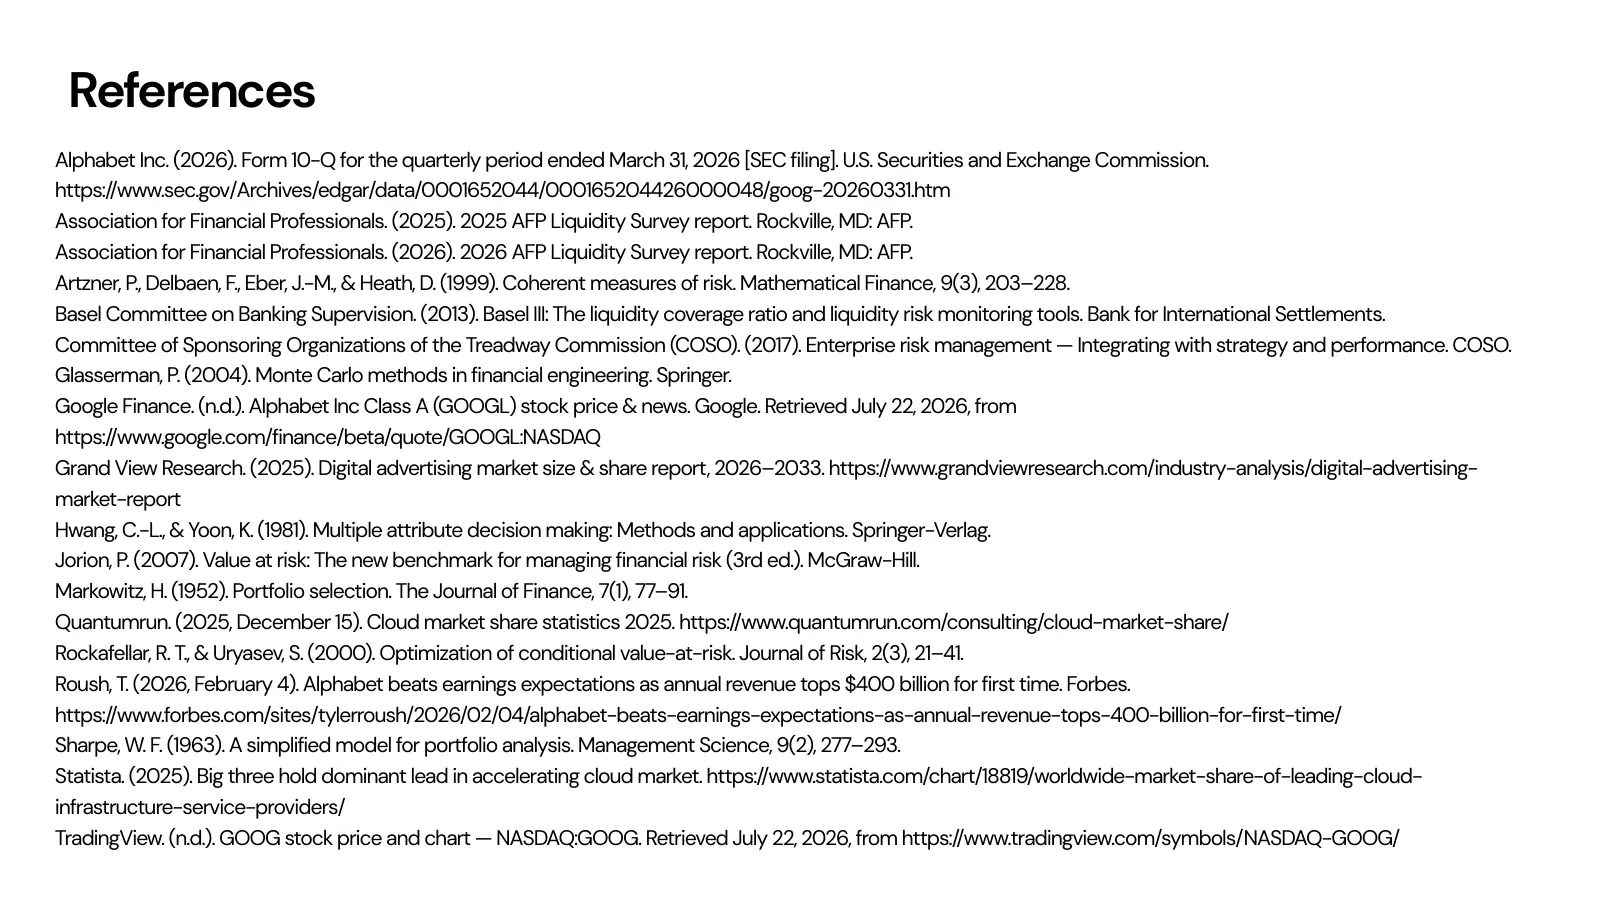 References
Alphabet Inc. (2026). Form 10-Q for the quarterly period ended March 31, 2026 [SEC filing]. U.S. Securities and Exchange Commission.
https://www.sec.gov/Archives/edgar/data/0001652044/000165204426000048/goog-20260331.htm
Association for Financial Professionals. (2025). 2025 AFP Liquidity Survey report. Rockville, MD: AFP.
Association for Financial Professionals. (2026). 2026 AFP Liquidity Survey report. Rockville, MD: AFP.
Artzner, P., Delbaen, F., Eber, J.-M., & Heath, D. (1999). Coherent measures of risk. Mathematical Finance, 9(3), 203–228.
Basel Committee on Banking Supervision. (2013). Basel III: The liquidity coverage ratio and liquidity risk monitoring tools. Bank for International Settlements.
Committee of Sponsoring Organizations of the Treadway Commission (COSO). (2017). Enterprise risk management — Integrating with strategy and performance. COSO.
Glasserman, P. (2004). Monte Carlo methods in financial engineering. Springer.
Google Finance. (n.d.). Alphabet Inc Class A (GOOGL) stock price & news. Google. Retrieved July 22, 2026, from
https://www.google.com/finance/beta/quote/GOOGL:NASDAQ
Grand View Research. (2025). Digital advertising market size & share report, 2026–2033. https://www.grandviewresearch.com/industry-analysis/digital-advertising-
market-report
Hwang, C.-L., & Yoon, K. (1981). Multiple attribute decision making: Methods and applications. Springer-Verlag.
Jorion, P. (2007). Value at risk: The new benchmark for managing financial risk (3rd ed.). McGraw-Hill.
Markowitz, H. (1952). Portfolio selection. The Journal of Finance, 7(1), 77–91.
Quantumrun. (2025, December 15). Cloud market share statistics 2025. https://www.quantumrun.com/consulting/cloud-market-share/
Rockafellar, R. T., & Uryasev, S. (2000). Optimization of conditional value-at-risk. Journal of Risk, 2(3), 21–41.
Roush, T. (2026, February 4). Alphabet beats earnings expectations as annual revenue tops $400 billion for first time. Forbes.
https://www.forbes.com/sites/tylerroush/2026/02/04/alphabet-beats-earnings-expectations-as-annual-revenue-tops-400-billion-for-first-time/
Sharpe, W. F. (1963). A simplified model for portfolio analysis. Management Science, 9(2), 277–293.
Statista. (2025). Big three hold dominant lead in accelerating cloud market. https://www.statista.com/chart/18819/worldwide-market-share-of-leading-cloud-
infrastructure-service-providers/
TradingView. (n.d.). GOOG stock price and chart — NASDAQ:GOOG. Retrieved July 22, 2026, from https://www.tradingview.com/symbols/NASDAQ-GOOG/